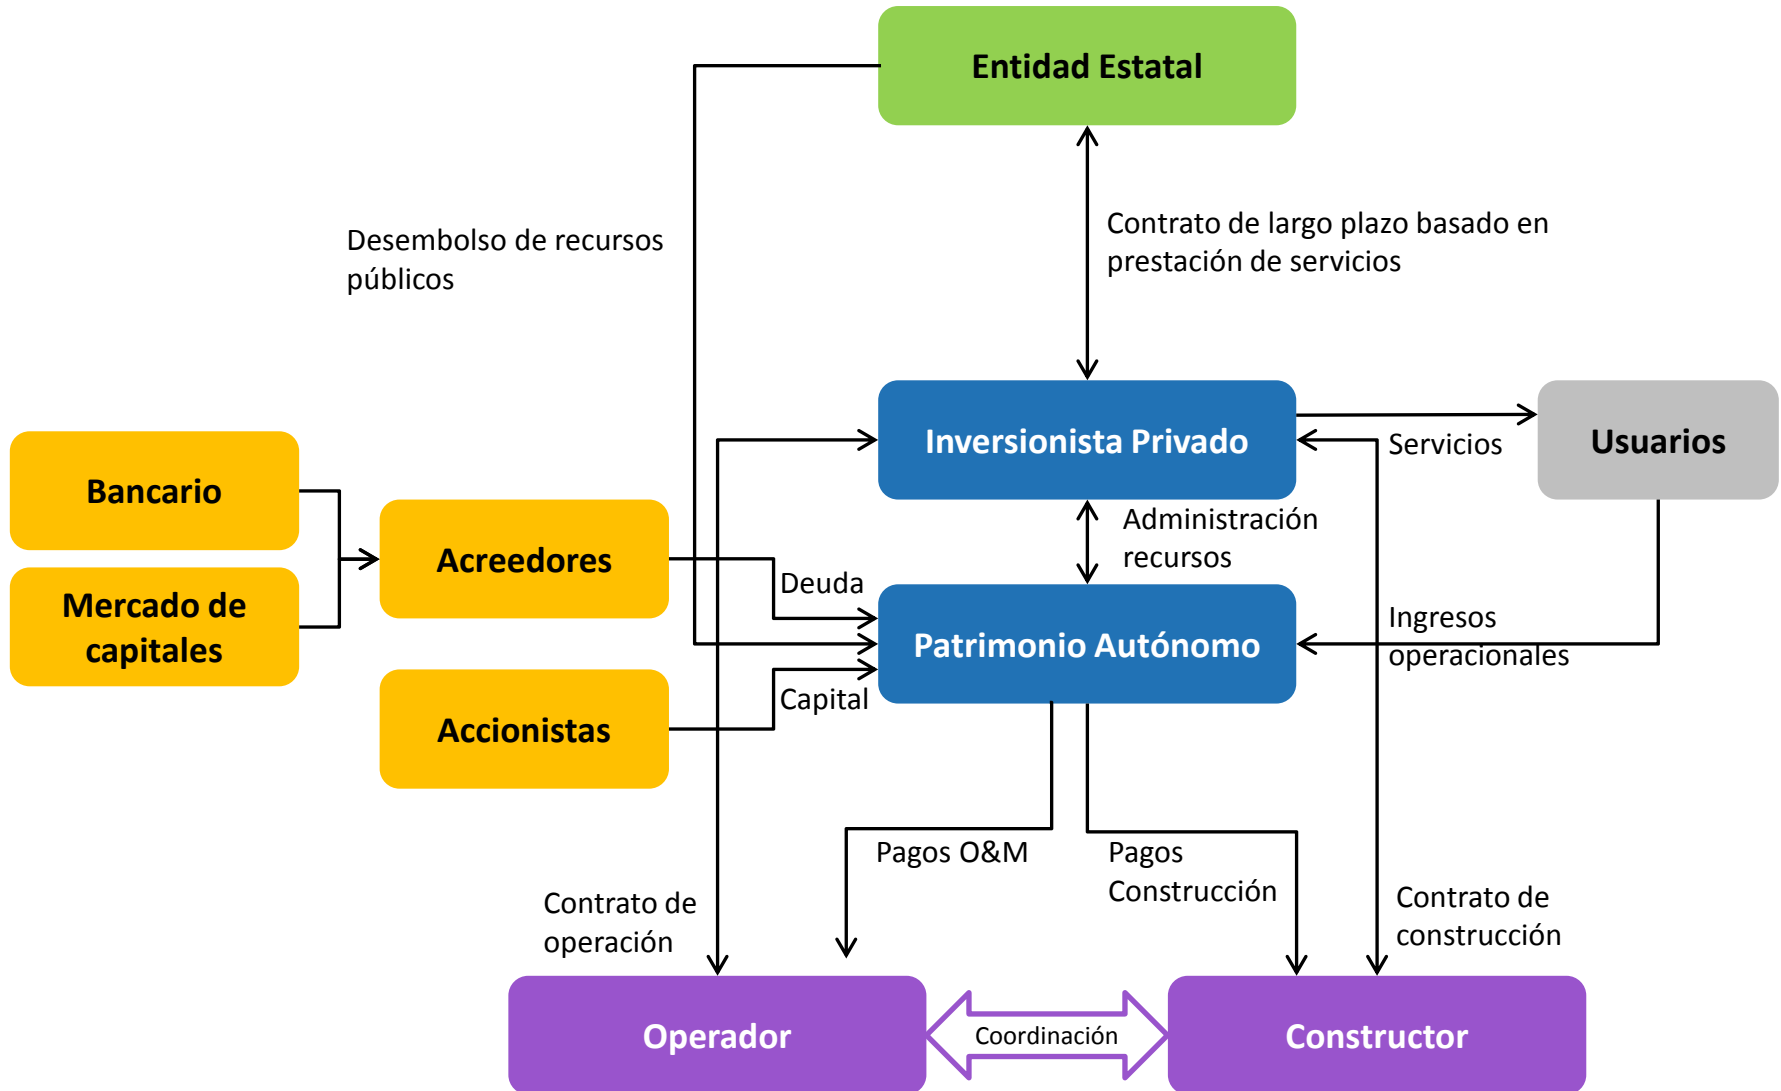 Entidad Estatal
Desembolso de recursos
públicos
Contrato de largo plazo basado en
prestación de servicios
Inversionista Privado
Servicios
Usuarios
Bancario
Mercado de
capitales
Acreedores
Accionistas
Administración
recursos
Deuda
Patrimonio Autónomo
Capital
Ingresos
operacionales
Pagos O&M
Pagos
Construcción
Contrato de
operación
Contrato de
construcción
Operador
Coordinación
Constructor